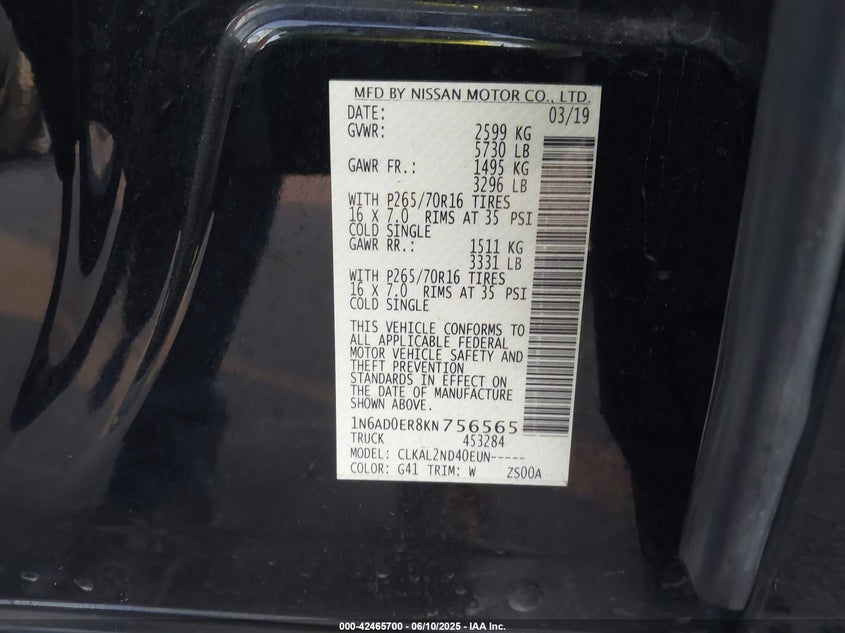 MFD BY NISSAN MOTOR CO., LTD.
DATE: 03/19
GVWR: 2599 KG
5730 LB
GAWR FR.: 1495 KG
- 3296 LB
WITH P265/70R16 TIRES
16 X 7.0 RIMS AT 35 PSI
COLD SINGLE
GAWR RR.: 1511 KG
3331 LB
WITH P265/70R16 TIRES
16 X 7.0 RIMS AT 35 PSI
COLD SINGLE
THIS VEHICLE CONFORMS TO
ALL APPLICABLE FEDERAL
MOTOR VEHICLE SAFETY AND
THEFT PREVENTION
STANDARDS IN EFFECT ON
THE DATE OF MANUFACTURE
SHOWN ABOVE.
1N6AD0ER8KN756565
TRUCK 453284
MODEL: CLKAL2ND40EUN-----
COLOR: G41 TRIM: W ZS00A
000-42465700 - 06/10/2025 - IAA Inc.